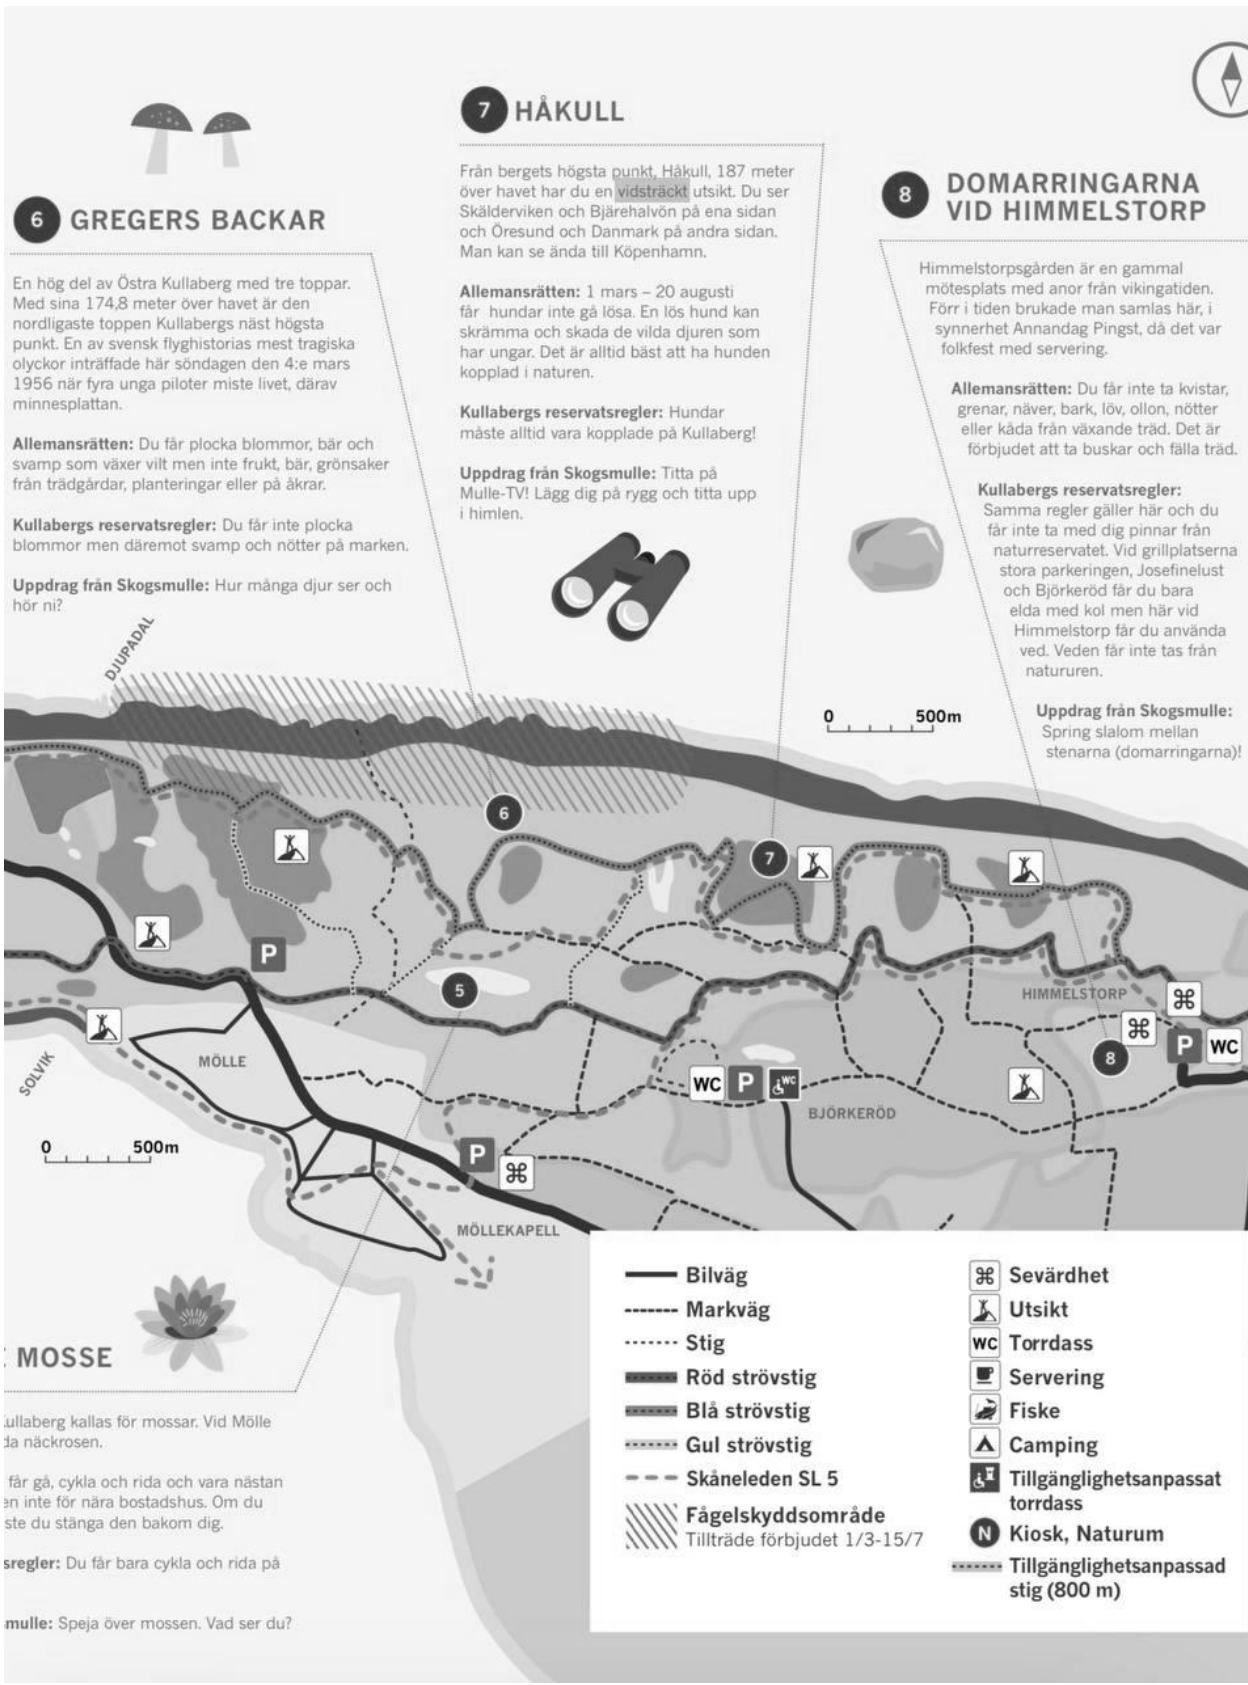 6 GREGERS BACKAR
En hög del av Östra Kullaberg med tre toppar.
Med sina 174,8 meter över havet är den
nordligaste toppen Kullabergs näst högsta
punkt. En av svensk flyghistorias mest tragiska
olyckor inträffade här söndagen den 4:e mars
1956 när fyra unga piloter miste livet, därav
minnesplattan.
Allemansrätten: Du får plocka blommor, bär och
svamp som växer vilt men inte frukt, bär, grönsaker
från trädgårdar, planteringar eller på åkrar.
Kullabergs reservatsregler: Du får inte plocka
blommor men däremot svamp och nötter på marken.
Uppdrag från Skogsmulle: Hur många djur ser och
hör ni?
7 HÅKULL
Från bergets högsta punkt, Håkull, 187 meter
över havet har du en vidsträckt utsikt. Du ser
Skälderviken och Bjärehalvön på ena sidan
och Öresund och Danmark på andra sidan.
Man kan se ända till Köpenhamn.
Allemansrätten: 1 mars – 20 augusti
får hundar inte gå lösa. En lös hund kan
skrämma och skada de vilda djuren som
har ungar. Det är alltid bäst att ha hunden
kopplad i naturen.
Kullabergs reservatsregler: Hundar
måste alltid vara kopplade på Kullaberg!
Uppdrag från Skogsmulle: Titta på
Mulle-TV! Lägg dig på rygg och titta upp
i himlen.
8 DOMARRINGARNA
VID HIMMELSTORP
Himmelstorpsgården är en gammal
mötesplats med anor från vikingatiden.
Förr i tiden brukade man samlas här, i
synnerhet Annandag Pingst, då det var
folkfest med servering.
Allemansrätten: Du får inte ta kvistar,
grenar, näver, bark, löv, ollon, nötter
eller kåda från växande träd. Det är
förbjudet att ta buskar och fälla träd.
Kullabergs reservatsregler:
Samma regler gäller här och du
får inte ta med dig pinnar från
naturreservatet. Vid grillplatserna
stora parkeringen, Josefinelust
och Björkeröd får du bara
elda med kol men här vid
Himmelstorp får du använda
ved. Veden får inte tas från
natururen.
Uppdrag från Skogsmulle:
Spring slalom mellan
stenarna (domarringarna)!
DJUPADAL
0 500m
6
7
P
5
HIMMELSTORP
8
P WC
SOLVIK
MÖLLE
WC P WC
BJÖRKERÖD
0 500m
P
MÖLLEKAPELL
E MOSSE
ullaberg kallas för mossar. Vid Mölle
da näckrosen.
får gå, cykla och rida och vara nästan
en inte för nära bostadshus. Om du
ste du stänga den bakom dig.
sregler: Du får bara cykla och rida på
mulle: Speja över mossen. Vad ser du?
Bilväg
Markväg
Stig
Röd strövstig
Blå strövstig
Gul strövstig
Skåneleden SL 5
Fågelskyddsområde
Tillträde förbjudet 1/3-15/7
Sevärdhet
Utsikt
WC Torrdass
Servering
Fiske
Camping
Tillgänglighetsanpassat
torrdass
N Kiosk, Naturum
Tillgänglighetsanpassad
stig (800 m)